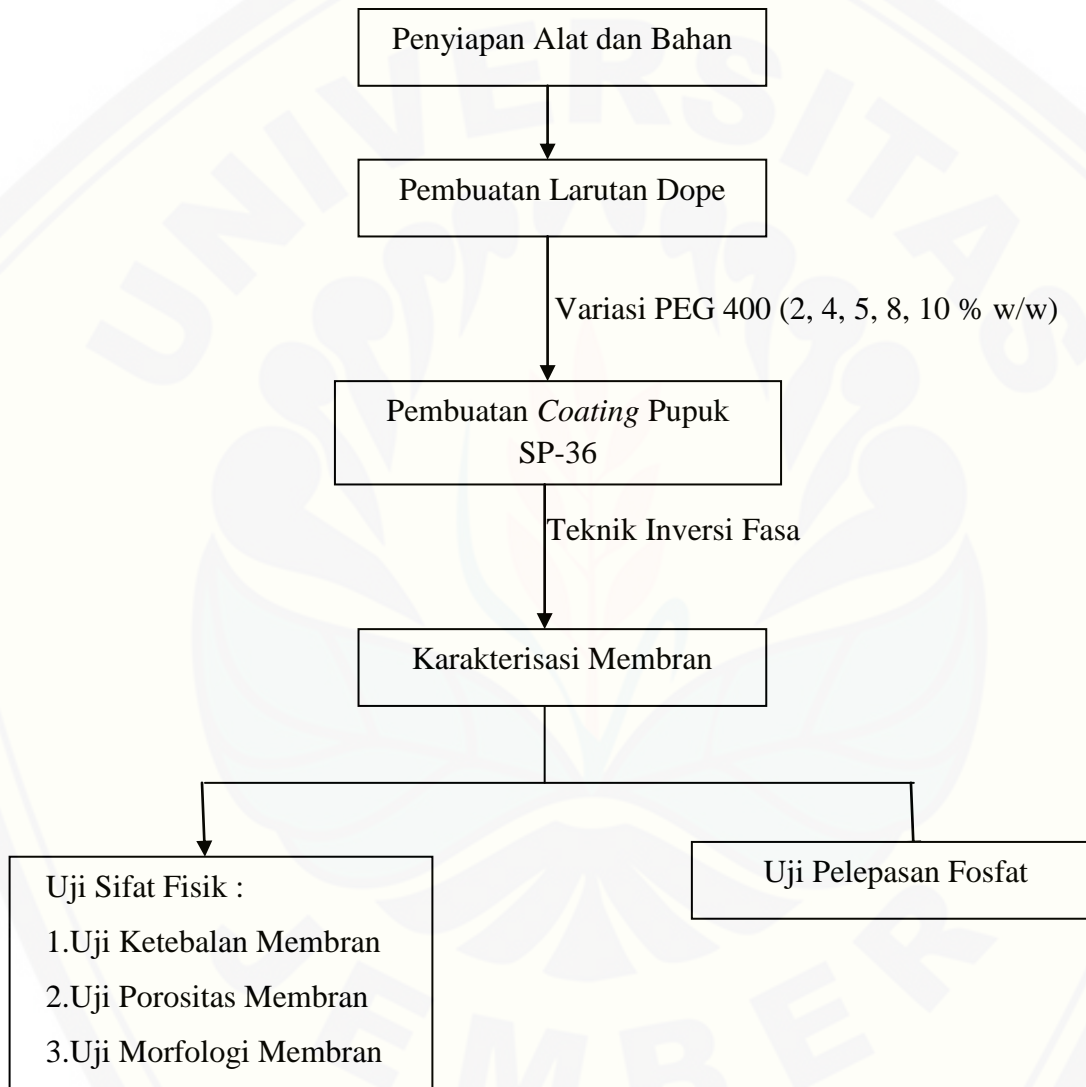 UNIVERSITAS
Penyiapan Alat dan Bahan
Pembuatan Larutan Dope
Variasi PEG 400 (2, 4, 5, 8, 10 % w/w)
Pembuatan Coating Pupuk
SP-36
Teknik Inversi Fasa
Karakterisasi Membran
Uji Sifat Fisik :
1.Uji Ketebalan Membran
2.Uji Porositas Membran
3.Uji Morfologi Membran
Uji Pelepasan Fosfat
JEMBER